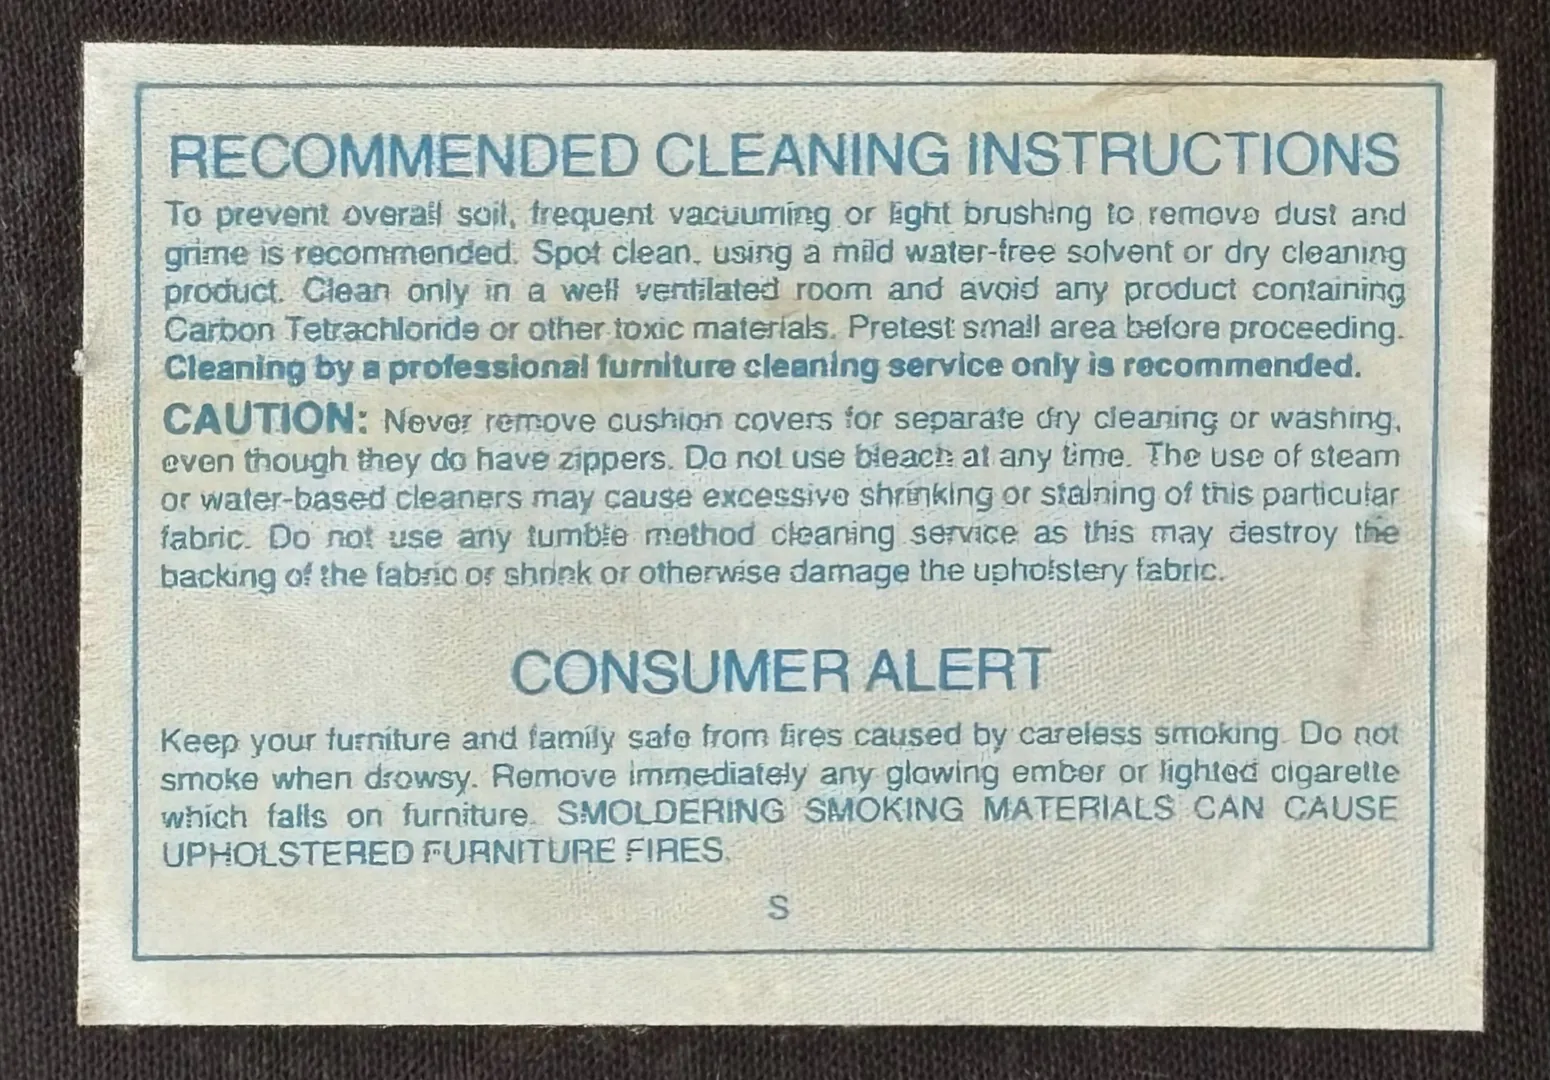 RECOMMENDED CLEANING INSTRUCTIONS
To prevent overall soil, frequent vacuuming or light brushing to remove dust and
grime is recommended. Spot clean, using a mild water-free solvent or dry cleaning
product. Clean only in a well ventilated room and avoid any product containing
Carbon Tetrachloride or other toxic materials. Pretest small area before proceeding.
Cleaning by a professional furniture cleaning service only is recommended.
CAUTION: Never remove cushion covers for separate dry cleaning or washing,
even though they do have zippers. Do not use bleach at any time. The use of steam
or water-based cleaners may cause excessive shrinking or staining of this particular
fabric. Do not use any tumble method cleaning service as this may destroy the
backing of the fabric or shrink or otherwise damage the upholstery fabric.
CONSUMER ALERT
Keep your furniture and family safe from fires caused by careless smoking. Do not
smoke when drowsy. Remove immediately any glowing ember or lighted cigarette
which falls on furniture. SMOLDERING SMOKING MATERIALS CAN CAUSE
UPHOLSTERED FURNITURE FIRES.
S